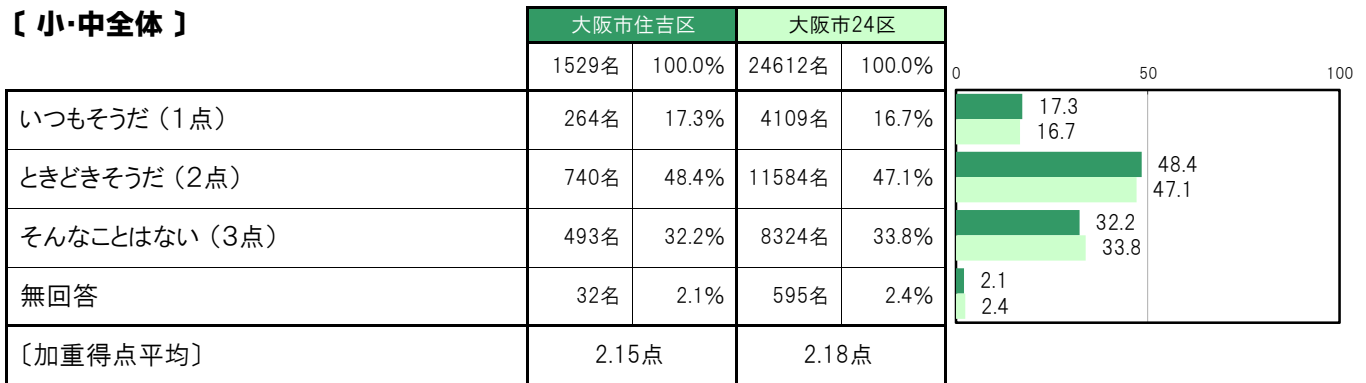 〔 小・中全体 〕
大阪市住吉区 大阪市24区
1529名 100.0% 24612名 100.0% 0 50 100
いつもそうだ（１点） 264名 17.3% 4109名 16.7% 17.3
16.7
ときどきそうだ（２点） 740名 48.4% 11584名 47.1% 48.4
47.1
そんなことはない（３点） 493名 32.2% 8324名 33.8% 32.2
33.8
無回答 32名 2.1% 595名 2.4% 2.1
2.4
〔加重得点平均〕 2.15点 2.18点